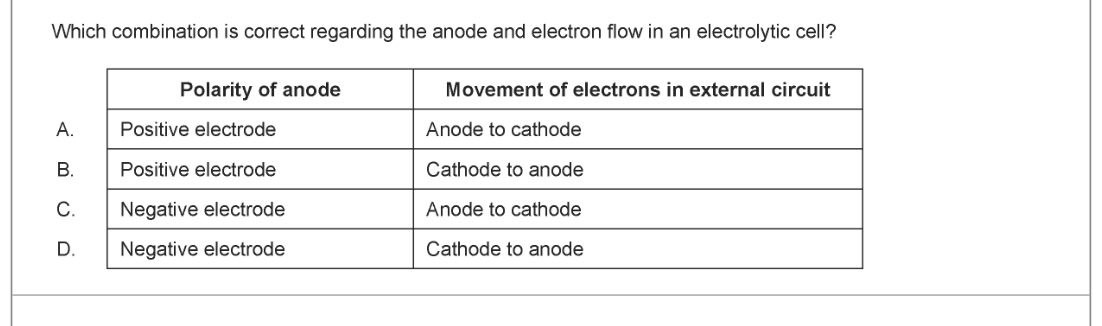 Which combination is correct regarding the anode and electron flow in an electrolytic cell?
Polarity of anode Movement of electrons in external circuit
A. Positive electrode Anode to cathode
B. Positive electrode Cathode to anode
C. Negative electrode Anode to cathode
D. Negative electrode Cathode to anode